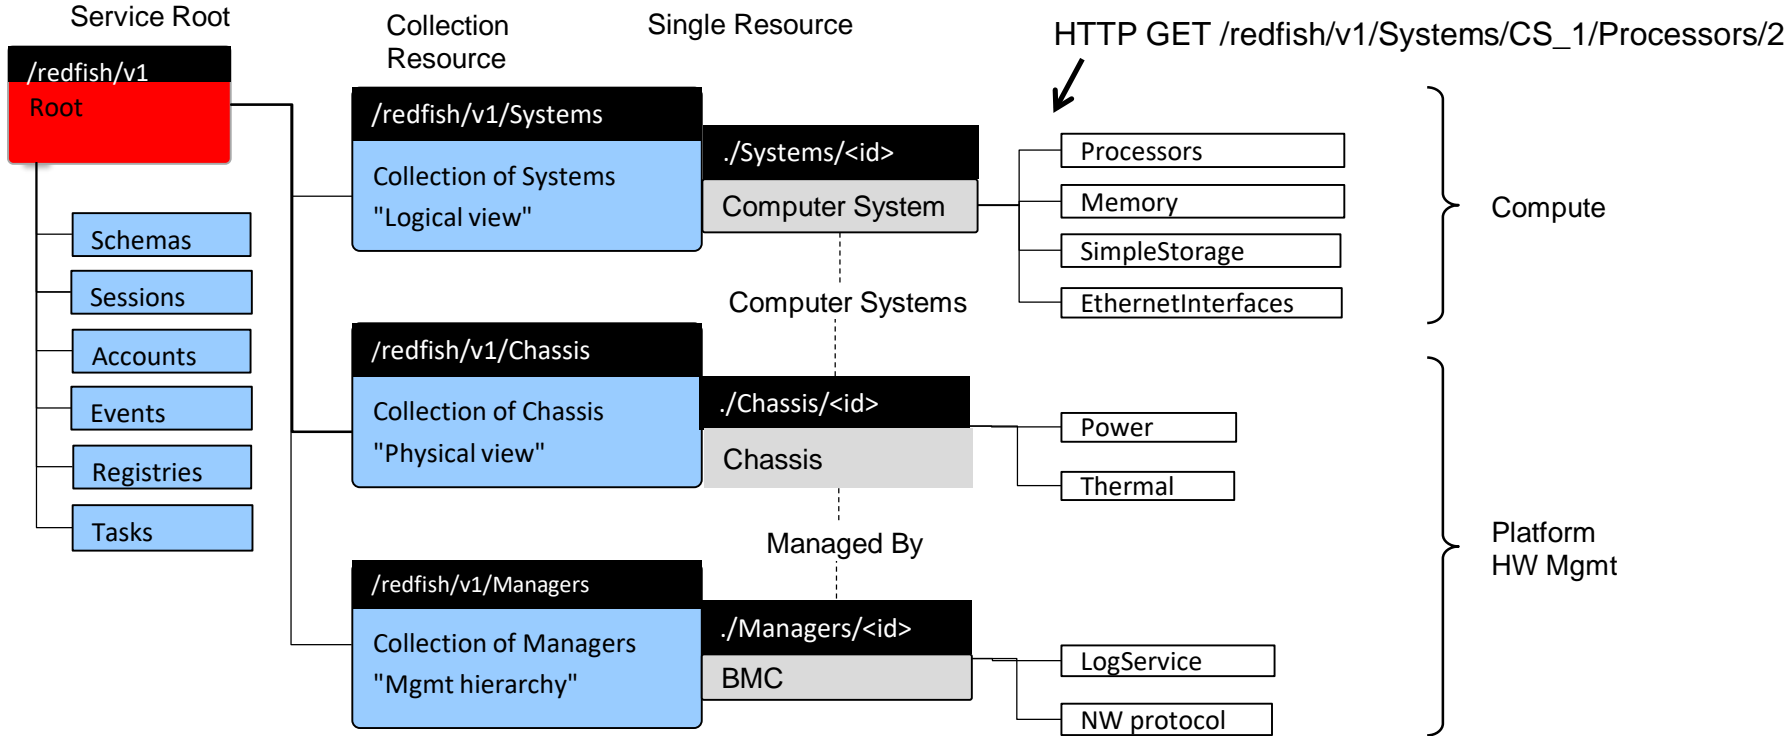 Service Root
Collection
Resource
Single Resource
HTTP GET /redfish/v1/Systems/CS_1/Processors/2
/redfish/v1
Root
Schemas
Sessions
Accounts
Events
Registries
Tasks
/redfish/v1/Systems
Collection of Systems
"Logical view"
./Systems/<id>
Computer System
Processors
Memory
SimpleStorage
EthernetInterfaces
Compute
Computer Systems
/redfish/v1/Chassis
Collection of Chassis
"Physical view"
./Chassis/<id>
Chassis
Power
Thermal
Managed By
Platform
HW Mgmt
/redfish/v1/Managers
Collection of Managers
"Mgmt hierarchy"
./Managers/<id>
BMC
LogService
NW protocol